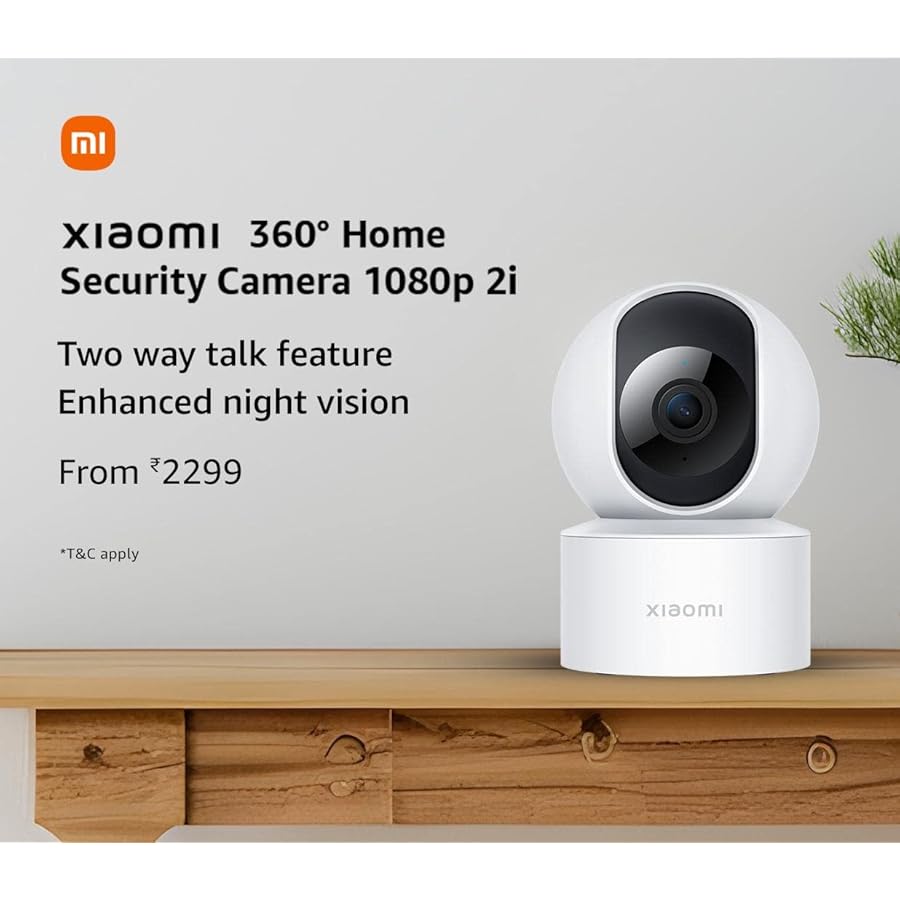 mi
xiaomi 360° Home
Security Camera 1080p 2i
Two way talk feature
Enhanced night vision
From ₹2299
*T&C apply
xiaomi